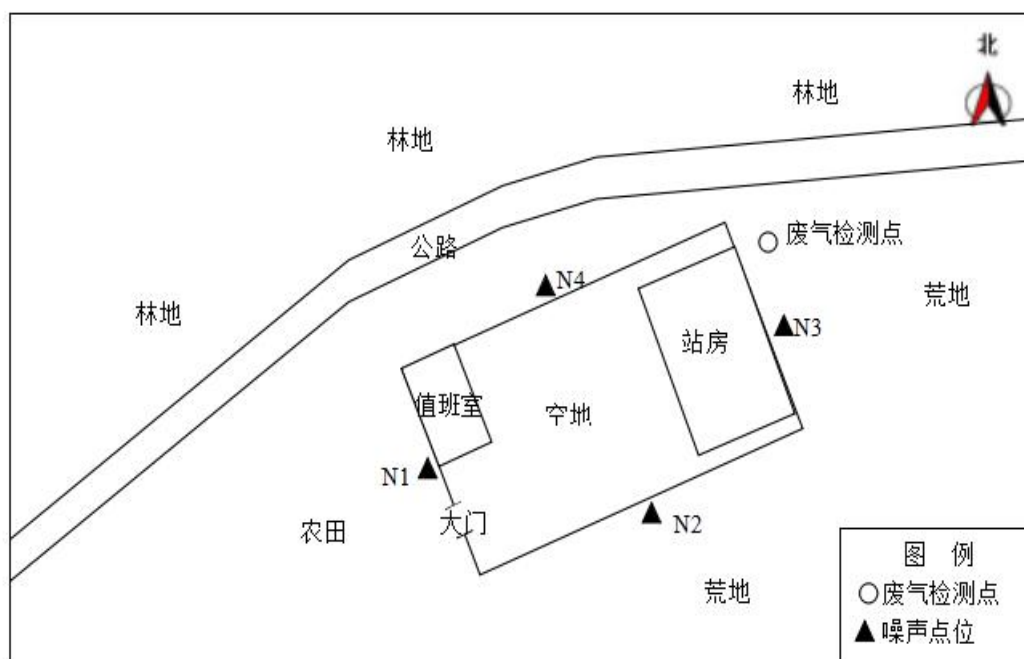 北
林地
林地
废气检测点
公路
N4
荒地
林地
N3
站房
值班室
空地
N1
大门
N2
农田
荒地
图 例
废气检测点
噪声点位